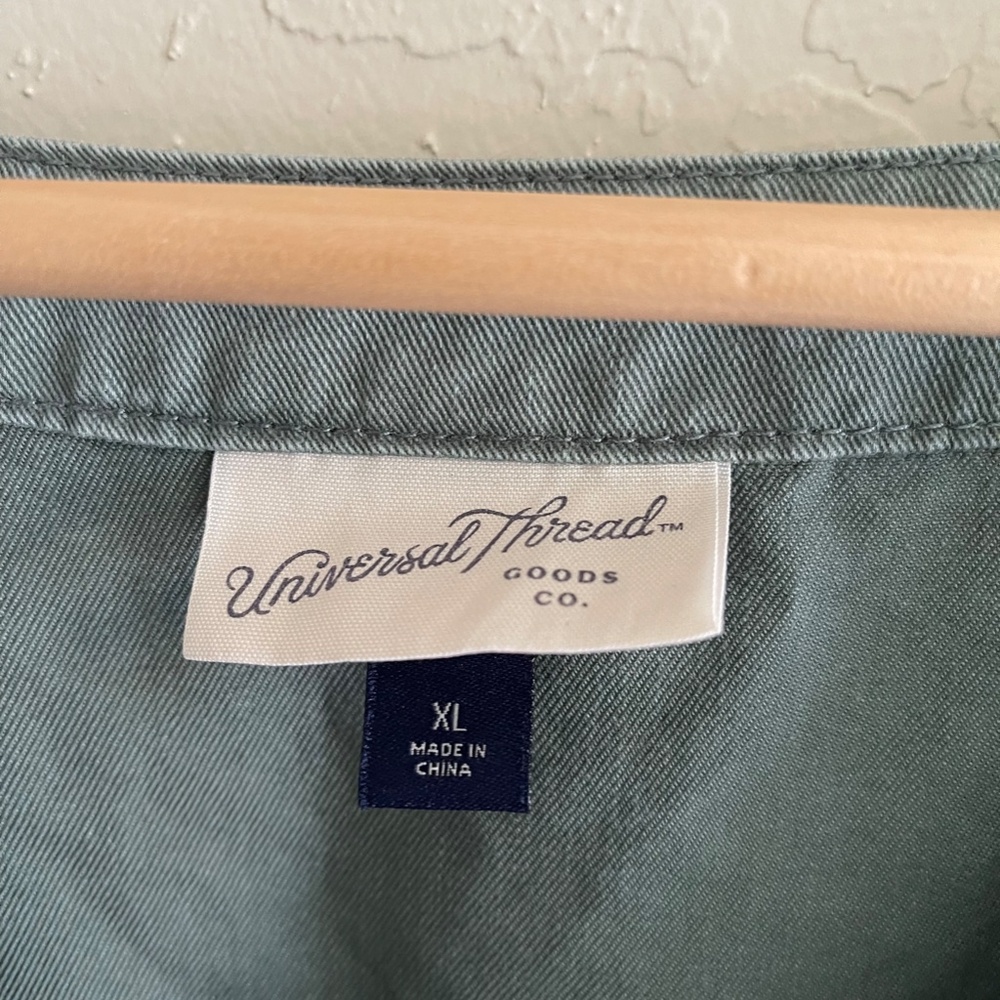 Universal Thread™
GOODS
CO.
XL
MADE IN
CHINA